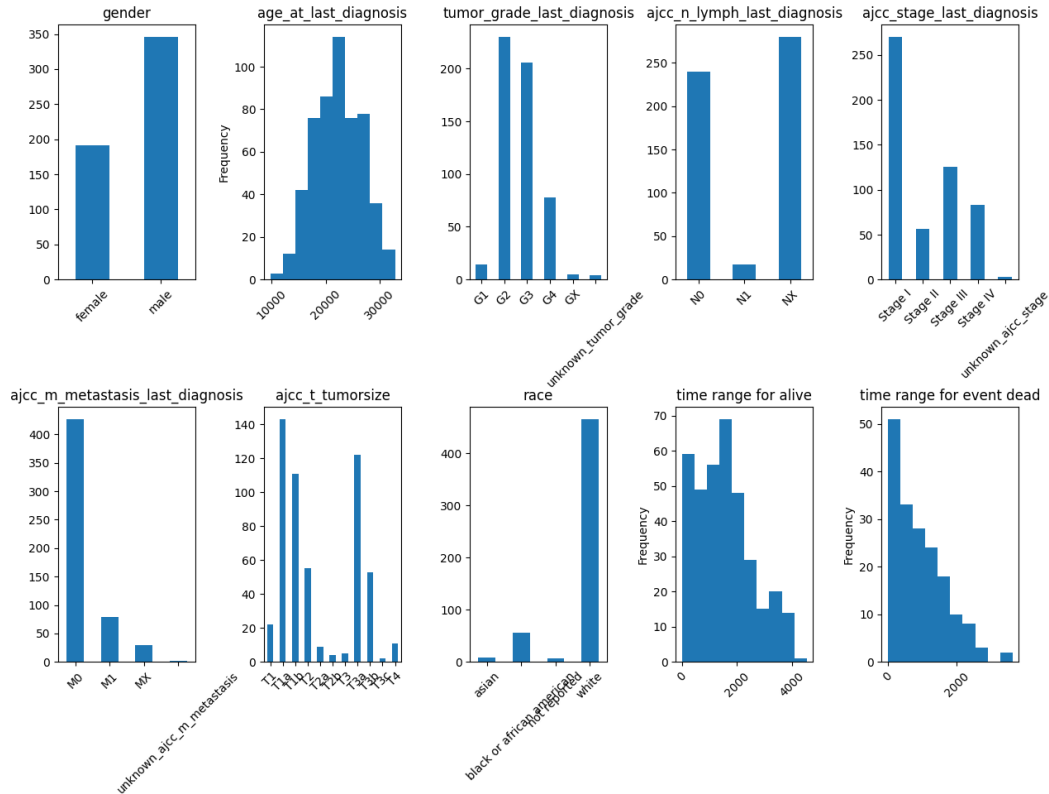 gender
350
300
250
200
150
100
50
0
female
male
age_at_last_diagnosis
Frequency
100
80
60
40
20
0
10000
20000
30000
tumor_grade_last_diagnosis
200
150
100
50
0
G1
G2
G3
G4
GX
unknown_tumor_grade
ajcc_n_lymph_last_diagnosis
250
200
150
100
50
0
N0
N1
NX
ajcc_stage_last_diagnosis
250
200
150
100
50
0
Stage I
Stage II
Stage III
Stage IV
unknown_ajcc_stage
ajcc_m_metastasis_last_diagnosis
400
350
300
250
200
150
100
50
0
M0
M1
MX
unknown_ajcc_m_metastasis
ajcc_t_tumorsize
140
120
100
80
60
40
20
0
T1
T1a
T1b
T2
T2a
T2b
T3
T3a
T3b
T3c
T4
race
400
300
200
100
0
asian
black or african american
not reported
white
time range for alive
Frequency
70
60
50
40
30
20
10
0
0
2000
4000
time range for event dead
Frequency
50
40
30
20
10
0
0
2000